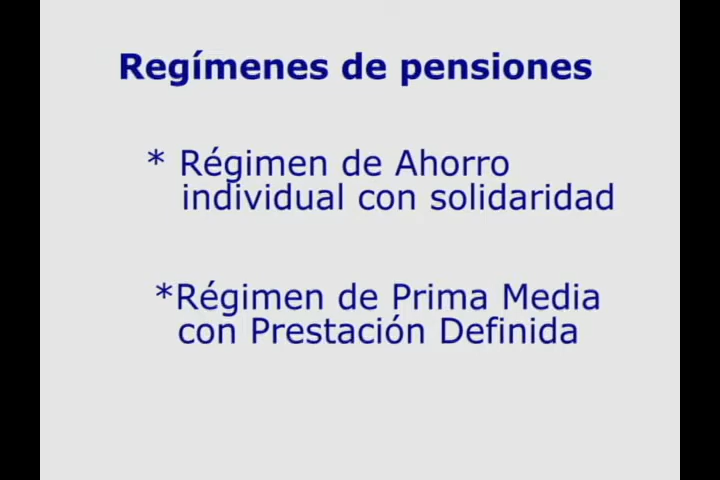 Regímenes de pensiones
* Régimen de Ahorro
individual con solidaridad
*Régimen de Prima Media
con Prestación Definida